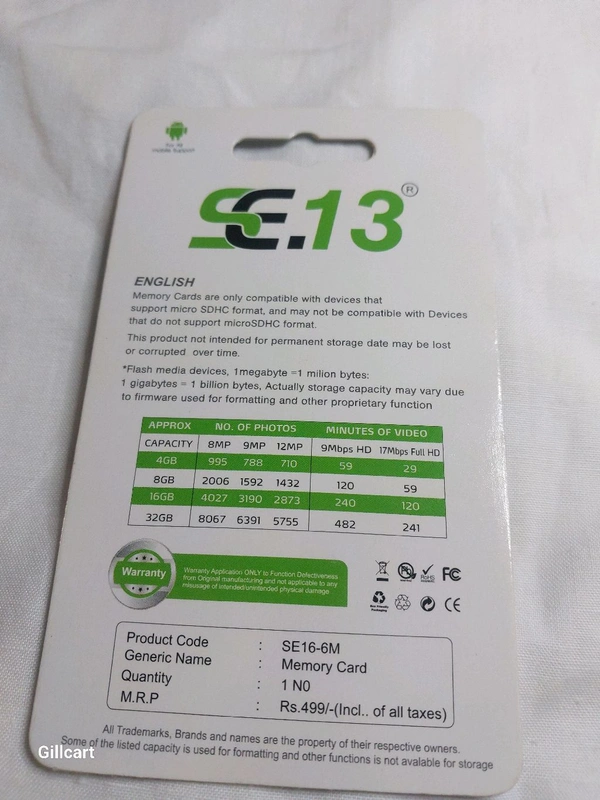 For All
mobile Support
SE.13®
ENGLISH
Memory Cards are only compatible with devices that
support micro SDHC format, and may not be compatible with Devices
that do not support microSDHC format.
This product not intended for permanent storage date may be lost
or corrupted over time.
*Flash media devices, 1megabyte =1 milion bytes:
1 gigabytes = 1 billion bytes, Actually storage capacity may vary due
to firmware used for formatting and other proprietary function
APPROX NO. OF PHOTOS MINUTES OF VIDEO
CAPACITY 8MP 9MP 12MP 9Mbps HD 17Mbps Full HD
4GB 995 788 710 59 29
8GB 2006 1592 1432 120 59
16GB 4027 3190 2873 240 120
32GB 8067 6391 5755 482 241
Warranty
Warranty Application ONLY to Function Defectiveness
from Original manufacturing and not applicable to any
misusage of intended/unintended physical damage
RoHS FC
CE
Product Code : SE16-6M
Generic Name : Memory Card
Quantity : 1 N0
M.R.P : Rs.499/-(Incl.. of all taxes)
All Trademarks, Brands and names are the property of their respective owners.
Some of the listed capacity is used for formatting and other functions is not available for storage
Gillcart